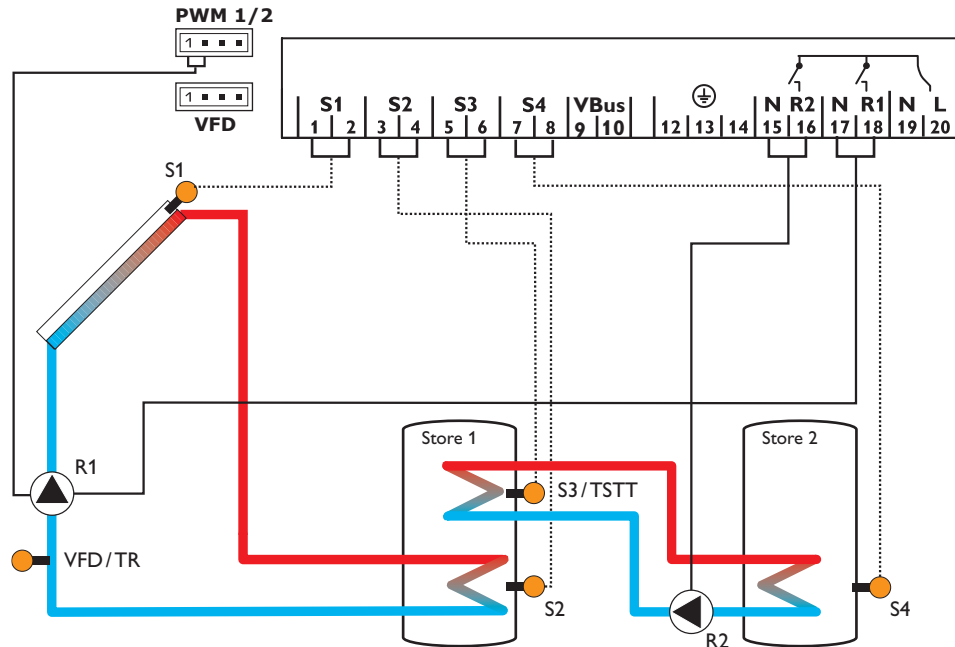 PWM 1/2
1
1
VFD
S1 S2 S3 S4 VBus N R2 N R1 N L
1 2 3 4 5 6 7 8 9 10 12 13 14 15 16 17 18 19 20
S1
Store 1
Store 2
R1
S3/TSTT
VFD/TR
S2
S4
R2